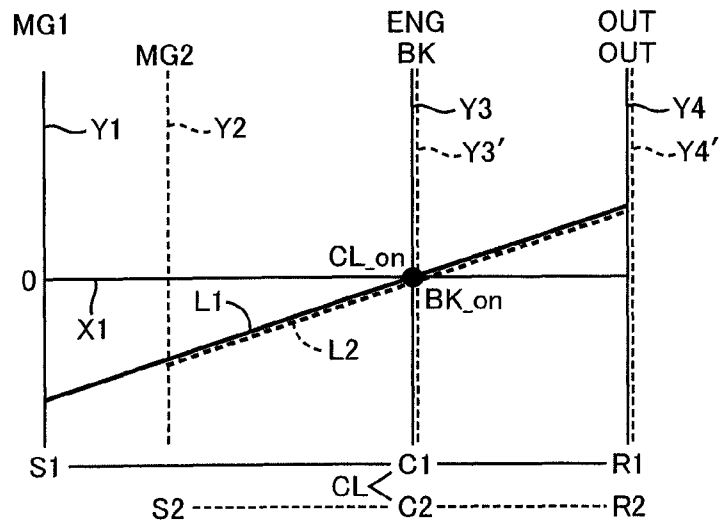 MG1 MG2 ENG OUT
BK OUT
Y1 Y2 Y3 Y4
Y3′ Y4′
CL_on
0
X1 L1 BK_on
L2
S1 C1 R1
CL
S2 C2 R2